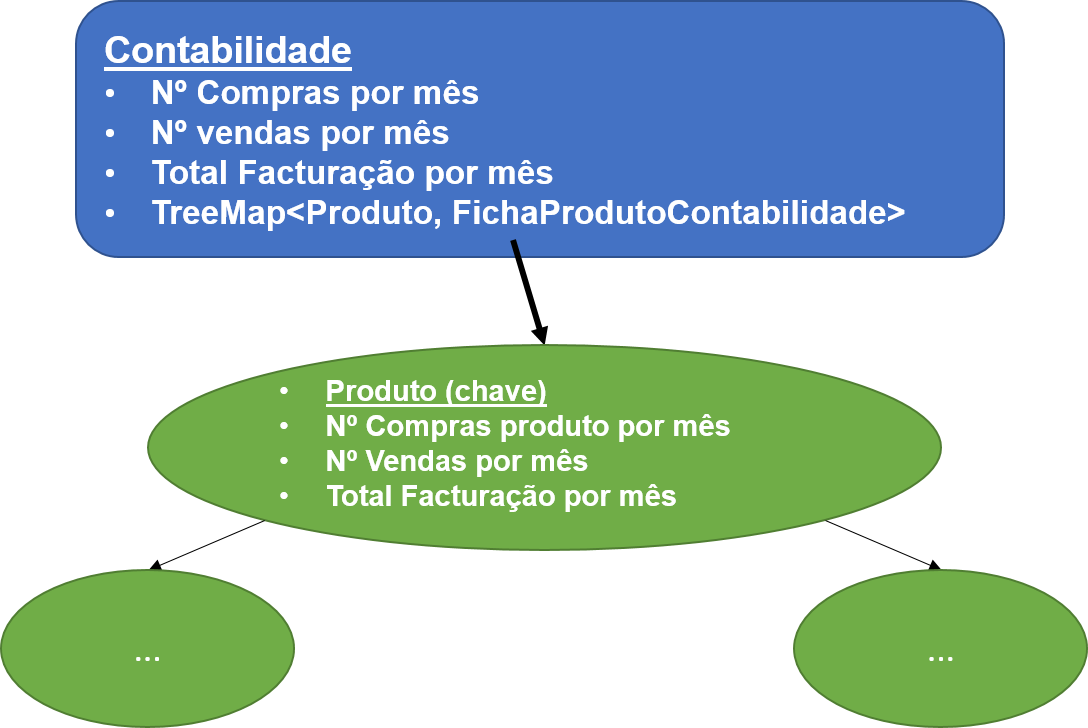 Contabilidade
• Nº Compras por mês
• Nº vendas por mês
• Total Facturação por mês
• TreeMap<Produto, FichaProdutoContabilidade>
• Produto (chave)
• Nº Compras produto por mês
• Nº Vendas por mês
• Total Facturação por mês
...
...